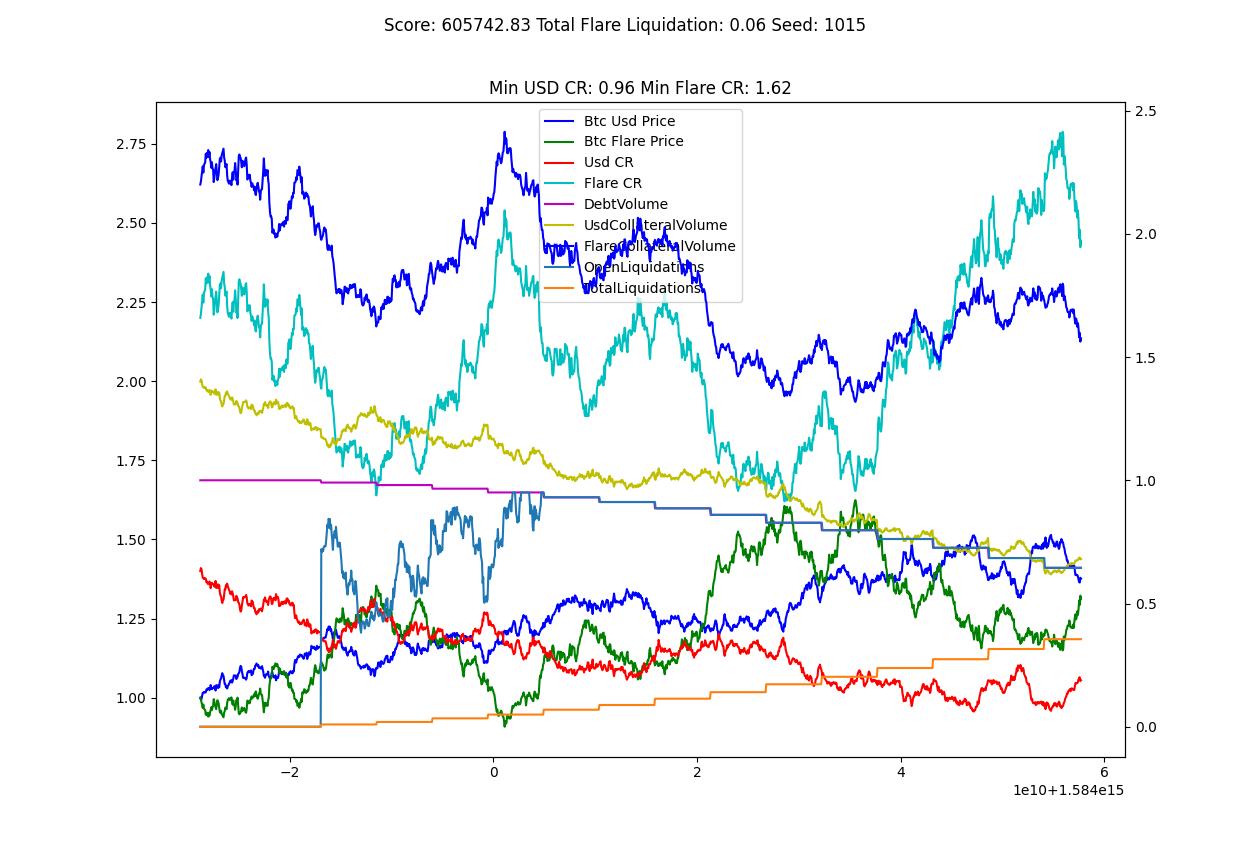 Score: 605742.83 Total Flare Liquidation: 0.06 Seed: 1015
Min USD CR: 0.96 Min Flare CR: 1.62
Btc Usd Price
Btc Flare Price
Usd CR
Flare CR
DebtVolume
UsdCollateralVolume
FlareCollateralVolume
OpenLiquidations
TotalLiquidations
2.75
2.50
2.25
2.00
1.75
1.50
1.25
1.00
2.5
2.0
1.5
1.0
0.5
0.0
−2
0
2
4
6
1e10+1.584e15